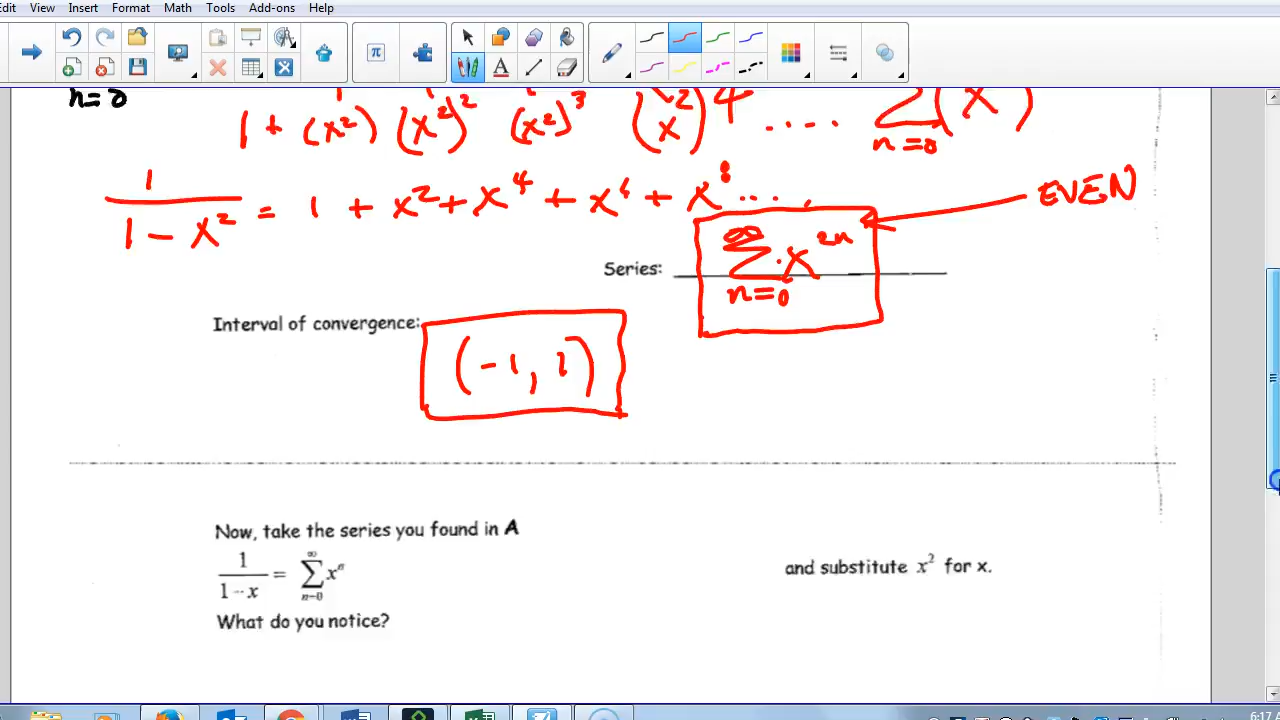 Edit View Insert Format Math Tools Add-ons Help
n=0
1 + (x²) (x²)² (x²)³ (x²)⁴ .... Σ (x )
n=0
1/(1-x²) = 1 + x² + x⁴ + x⁶ + x⁸ ....
EVEN
Series: ∞ Σ n=0 x²ⁿ
Interval of convergence: (-1, 1)
Now, take the series you found in A
1/(1-x) = ∞ Σ n=0 xⁿ and substitute x² for x.
What do you notice?